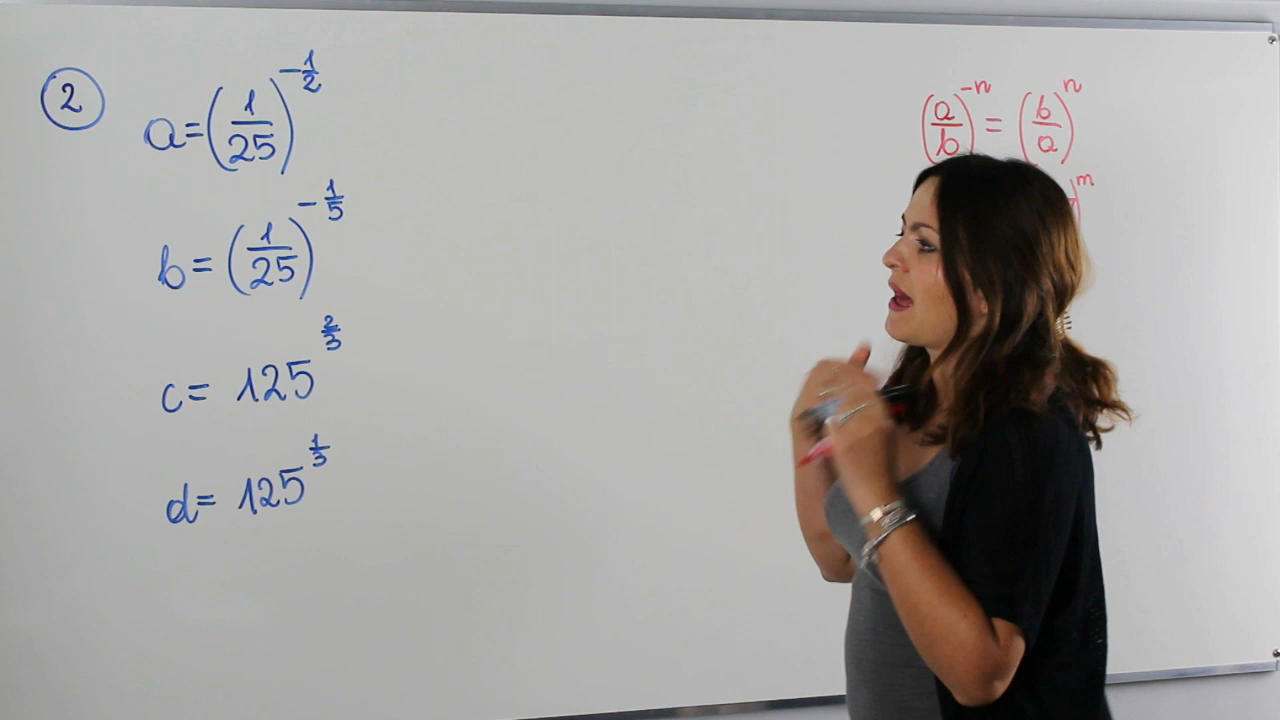 ②
a=(1/25)^(-1/2)
b=(1/25)^(-1/5)
c= 125^(2/3)
d= 125^(1/3)
(a/b)^(-n) = (b/a)^n
)^m